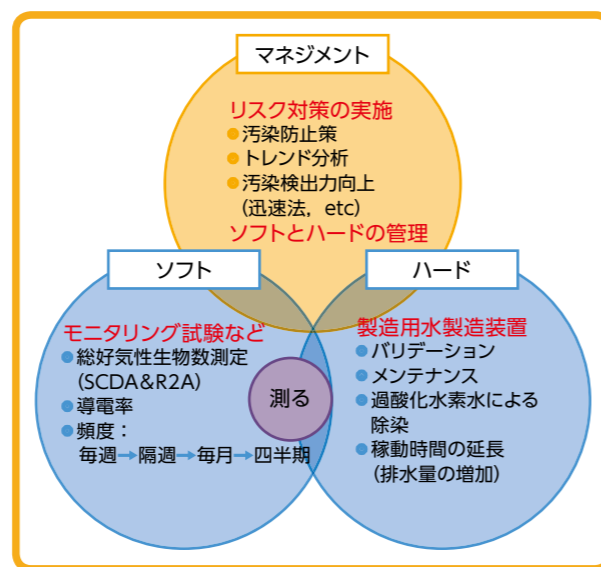 マネジメント
リスク対策の実施
●汚染防止策
●トレンド分析
●汚染検出力向上
(迅速法, etc)
ソフトとハードの管理
ソフト
モニタリング試験など
●総好気性生物数測定
(SCDA&R2A)
●導電率
●頻度：
毎週→隔週→毎月→四半期
測る
ハード
製造用水製造装置
●バリデーション
●メンテナンス
●過酸化水素水による
除染
●稼動時間の延長
(排水量の増加)